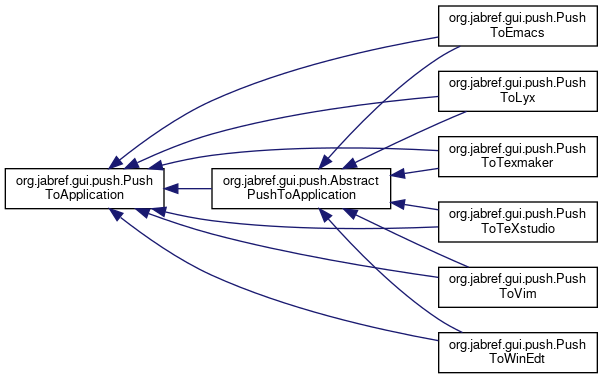 org.jabref.gui.push.Push
ToEmacs
org.jabref.gui.push.Push
ToLyx
org.jabref.gui.push.Push
ToTexmaker
org.jabref.gui.push.Push
ToApplication
org.jabref.gui.push.Abstract
PushToApplication
org.jabref.gui.push.Push
ToTeXstudio
org.jabref.gui.push.Push
ToVim
org.jabref.gui.push.Push
ToWinEdt